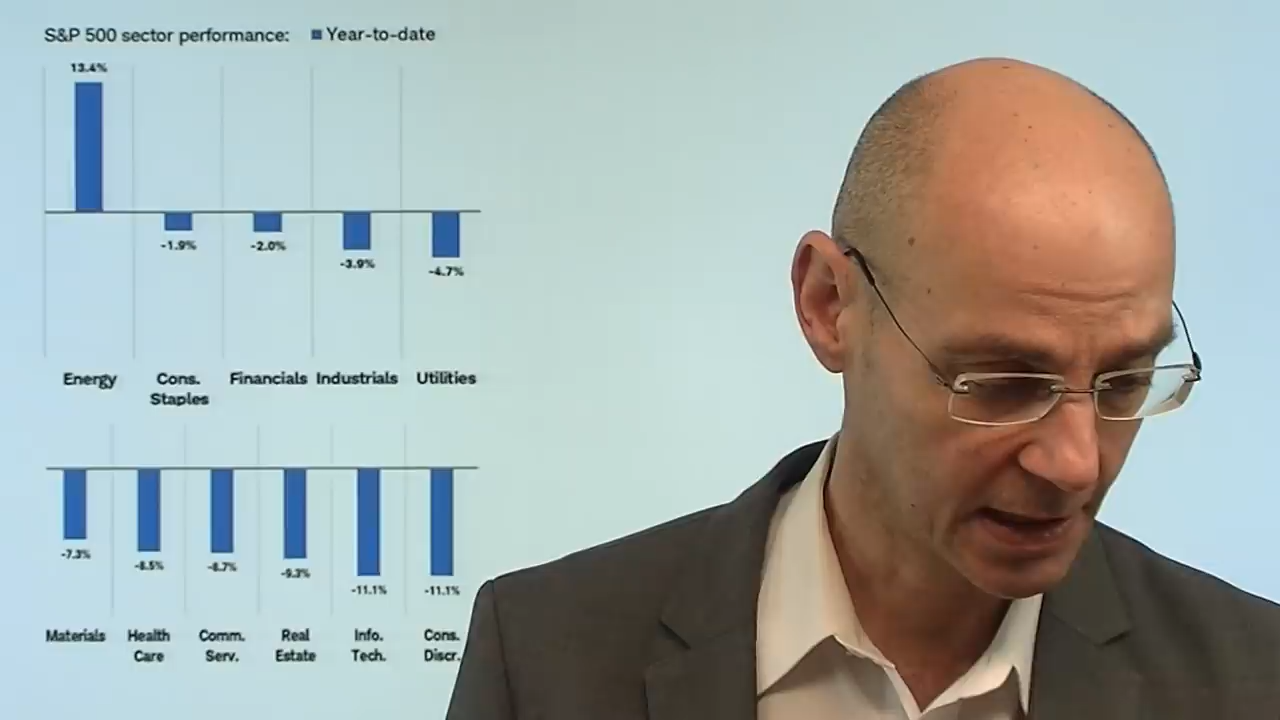 S&P 500 sector performance: Year-to-date
13.4%
-1.9% -2.0% -3.9% -4.7%
Energy Cons. Staples Financials Industrials Utilities
-7.3% -8.5% -8.7% -9.3% -11.1% -11.1%
Materials Health Care Comm. Serv. Real Estate Info. Tech. Cons. Discr.